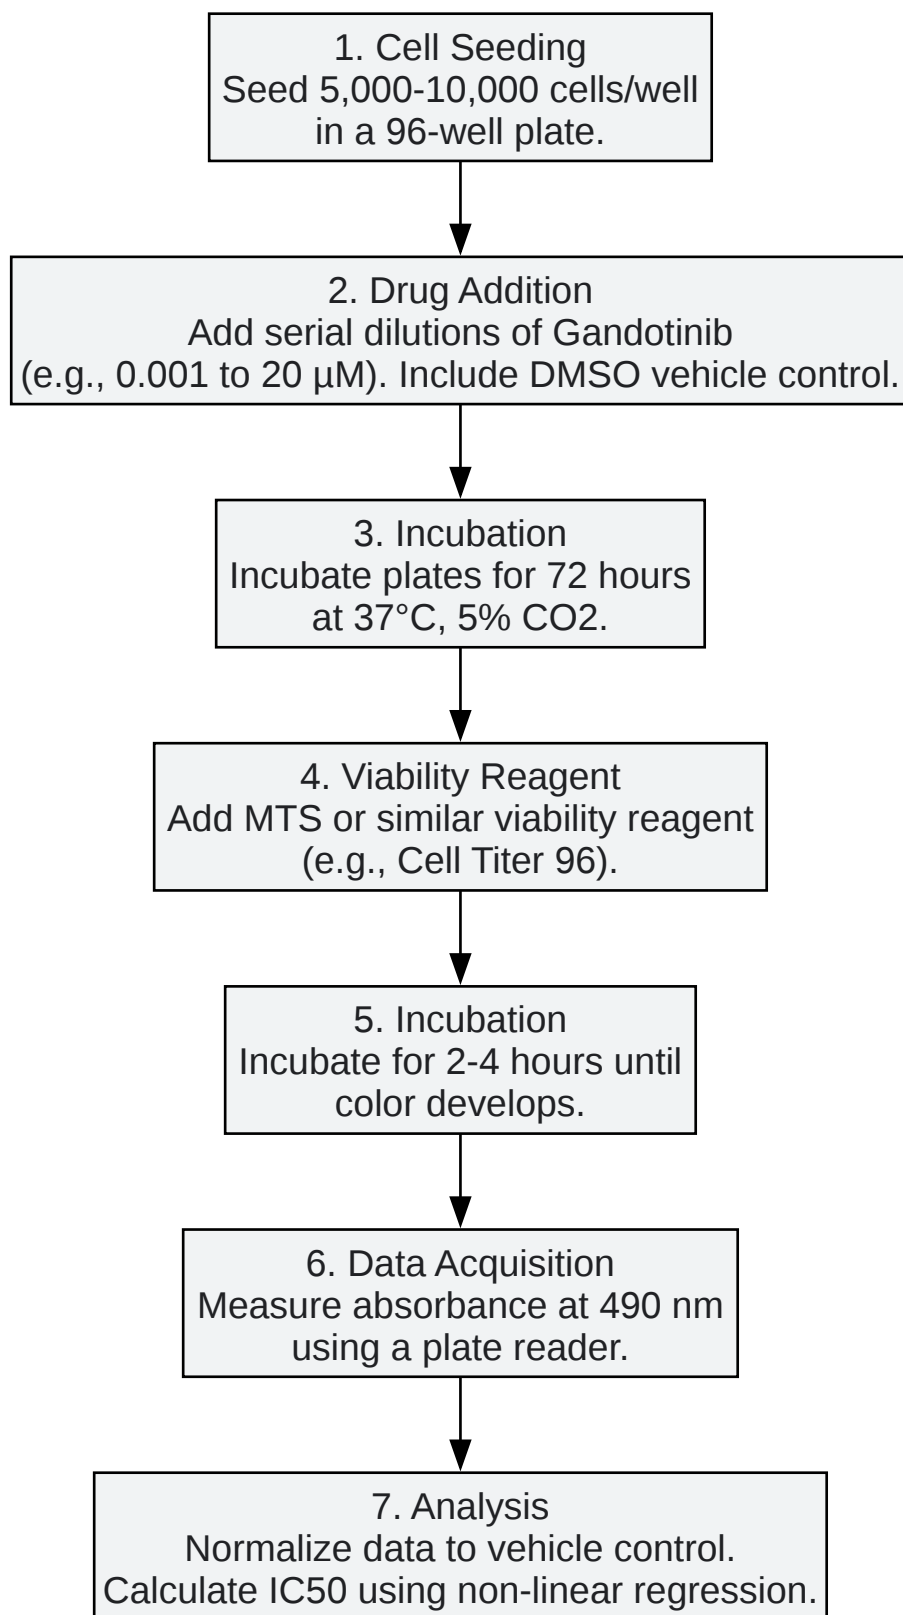 1. Cell Seeding
Seed 5,000-10,000 cells/well
in a 96-well plate.
2. Drug Addition
Add serial dilutions of Gandotinib
(e.g., 0.001 to 20 µM). Include DMSO vehicle control.
3. Incubation
Incubate plates for 72 hours
at 37°C, 5% CO2.
4. Viability Reagent
Add MTS or similar viability reagent
(e.g., Cell Titer 96).
5. Incubation
Incubate for 2-4 hours until
color develops.
6. Data Acquisition
Measure absorbance at 490 nm
using a plate reader.
7. Analysis
Normalize data to vehicle control.
Calculate IC50 using non-linear regression.